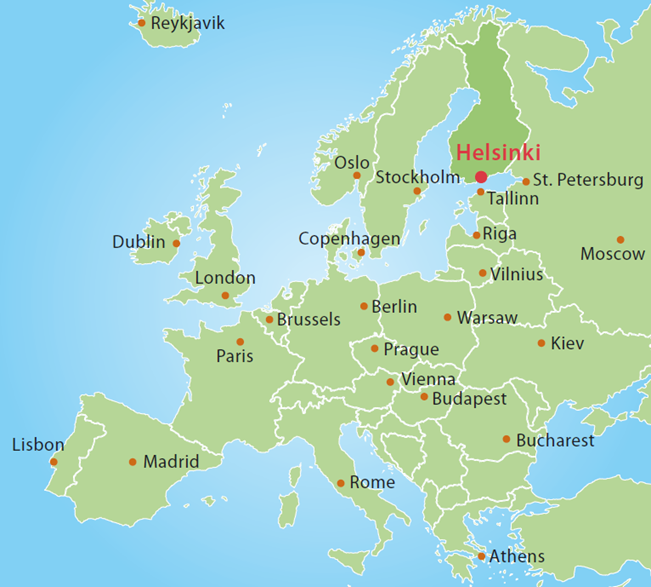 Reykjavik
Helsinki
Oslo
Stockholm
St. Petersburg
Tallinn
Riga
Dublin
Copenhagen
Moscow
Vilnius
London
Berlin
Brussels
Warsaw
Paris
Prague
Kiev
Vienna
Budapest
Lisbon
Bucharest
Madrid
Rome
Athens